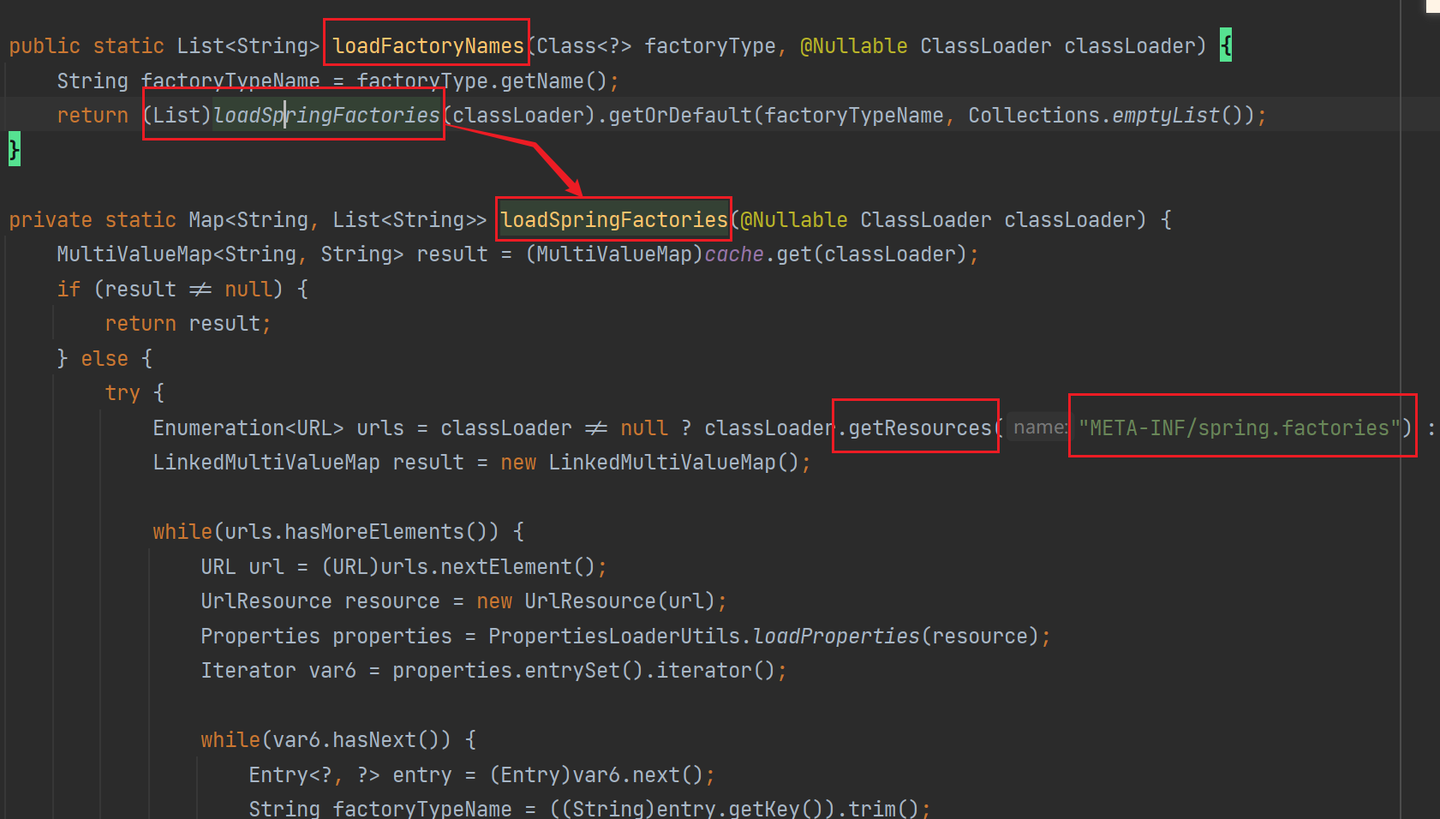 public static List<String> loadFactoryNames(Class<?> factoryType, @Nullable ClassLoader classLoader) {
String factoryTypeName = factoryType.getName();
return (List)loadSpringFactories(classLoader).getOrDefault(factoryTypeName, Collections.emptyList());
}
private static Map<String, List<String>> loadSpringFactories(@Nullable ClassLoader classLoader) {
MultiValueMap<String, String> result = (MultiValueMap)cache.get(classLoader);
if (result ≠ null) {
return result;
} else {
try {
Enumeration<URL> urls = classLoader ≠ null ? classLoader.getResources( name: "META-INF/spring.factories") :
LinkedMultiValueMap result = new LinkedMultiValueMap();
while(urls.hasMoreElements()) {
URL url = (URL)urls.nextElement();
UrlResource resource = new UrlResource(url);
Properties properties = PropertiesLoaderUtils.loadProperties(resource);
Iterator var6 = properties.entrySet().iterator();
while(var6.hasNext()) {
Entry<?, ?> entry = (Entry)var6.next();
String factoryTypeName = ((String)entry.getKey()).trim();